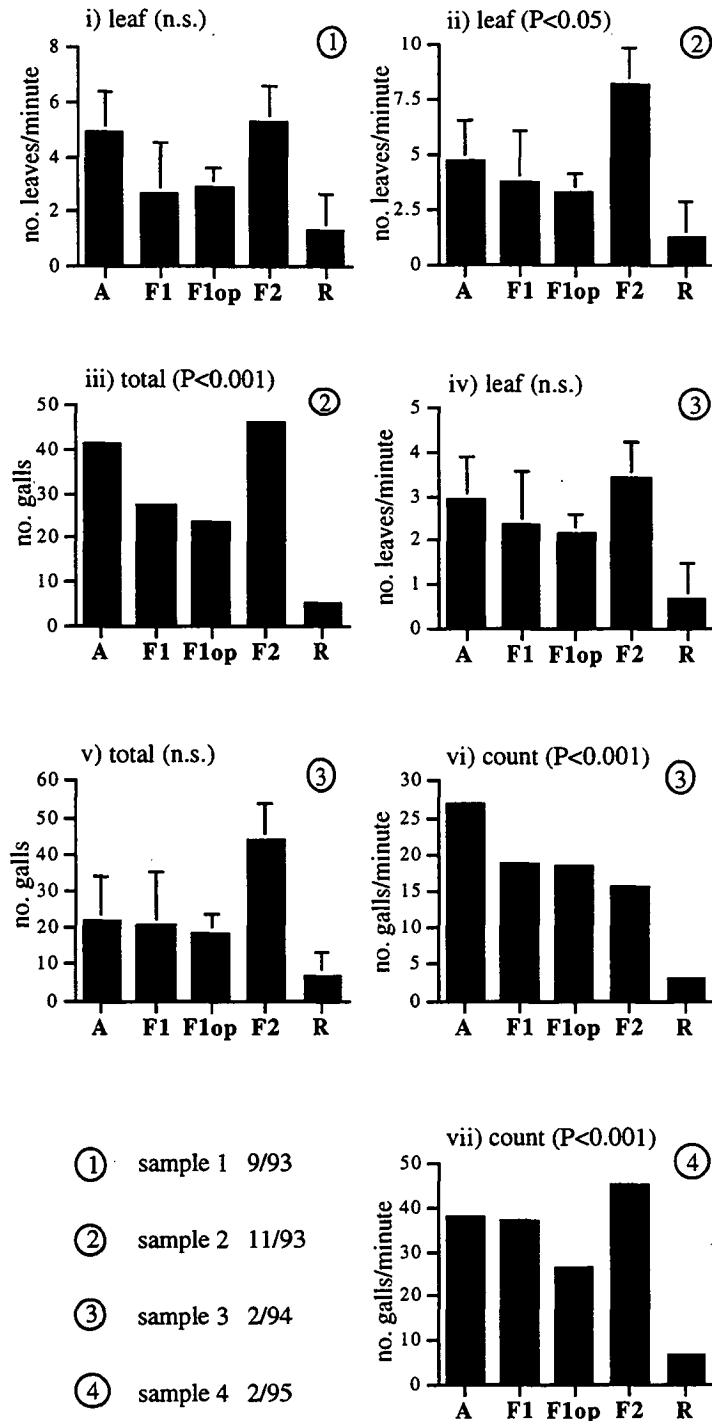 i) leaf (n.s.)
1
no. leaves/minute
8
6
4
2
0
A F1 F1op F2 R
ii) leaf (P<0.05)
2
no. leaves/minute
10
7.5
5
2.5
0
A F1 F1op F2 R
iii) total (P<0.001)
2
no. galls
50
40
30
20
10
0
A F1 F1op F2 R
iv) leaf (n.s.)
3
no. leaves/minute
5
4
3
2
1
0
A F1 F1op F2 R
v) total (n.s.)
3
no. galls
60
50
40
30
20
10
0
A F1 F1op F2 R
vi) count (P<0.001)
3
no. galls/minute
30
25
20
15
10
5
0
A F1 F1op F2 R
1 sample 1 9/93
2 sample 2 11/93
3 sample 3 2/94
4 sample 4 2/95
vii) count (P<0.001)
4
no. galls/minute
50
40
30
20
10
0
A F1 F1op F2 R